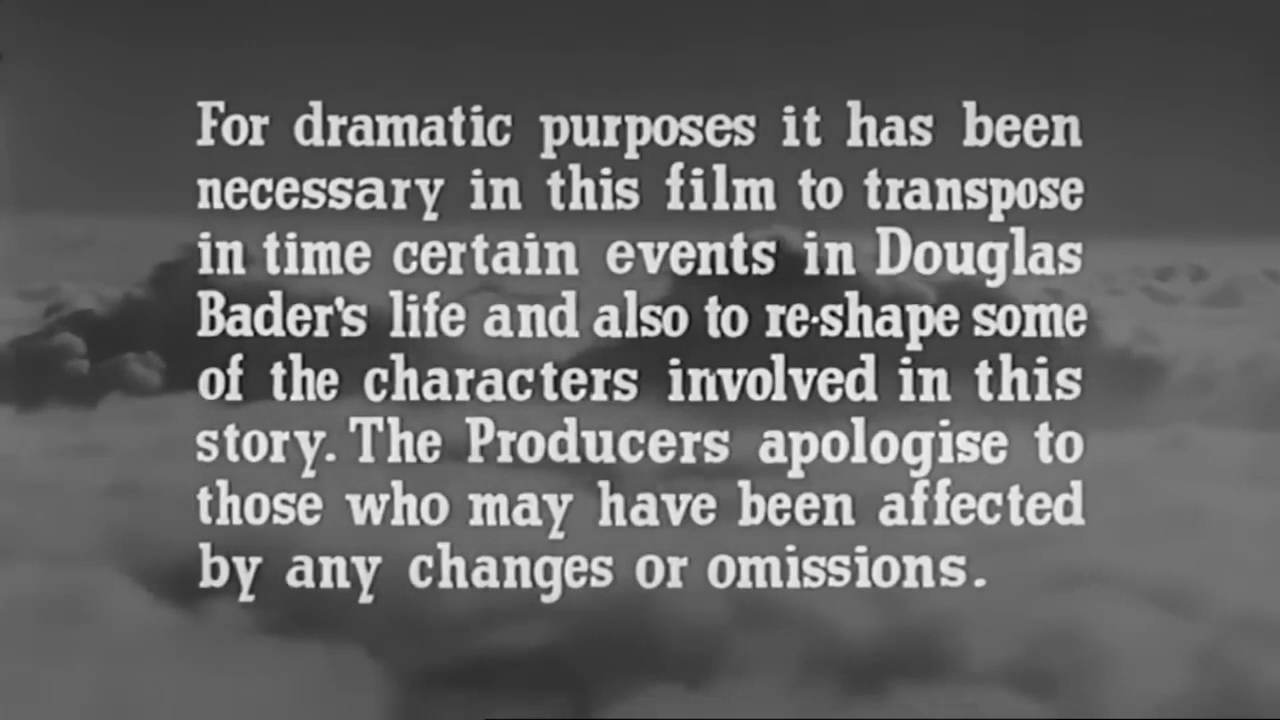 For dramatic purposes it has been
necessary in this film to transpose
in time certain events in Douglas
Bader's life and also to re-shape some
of the characters involved in this
story. The Producers apologise to
those who may have been affected
by any changes or omissions.